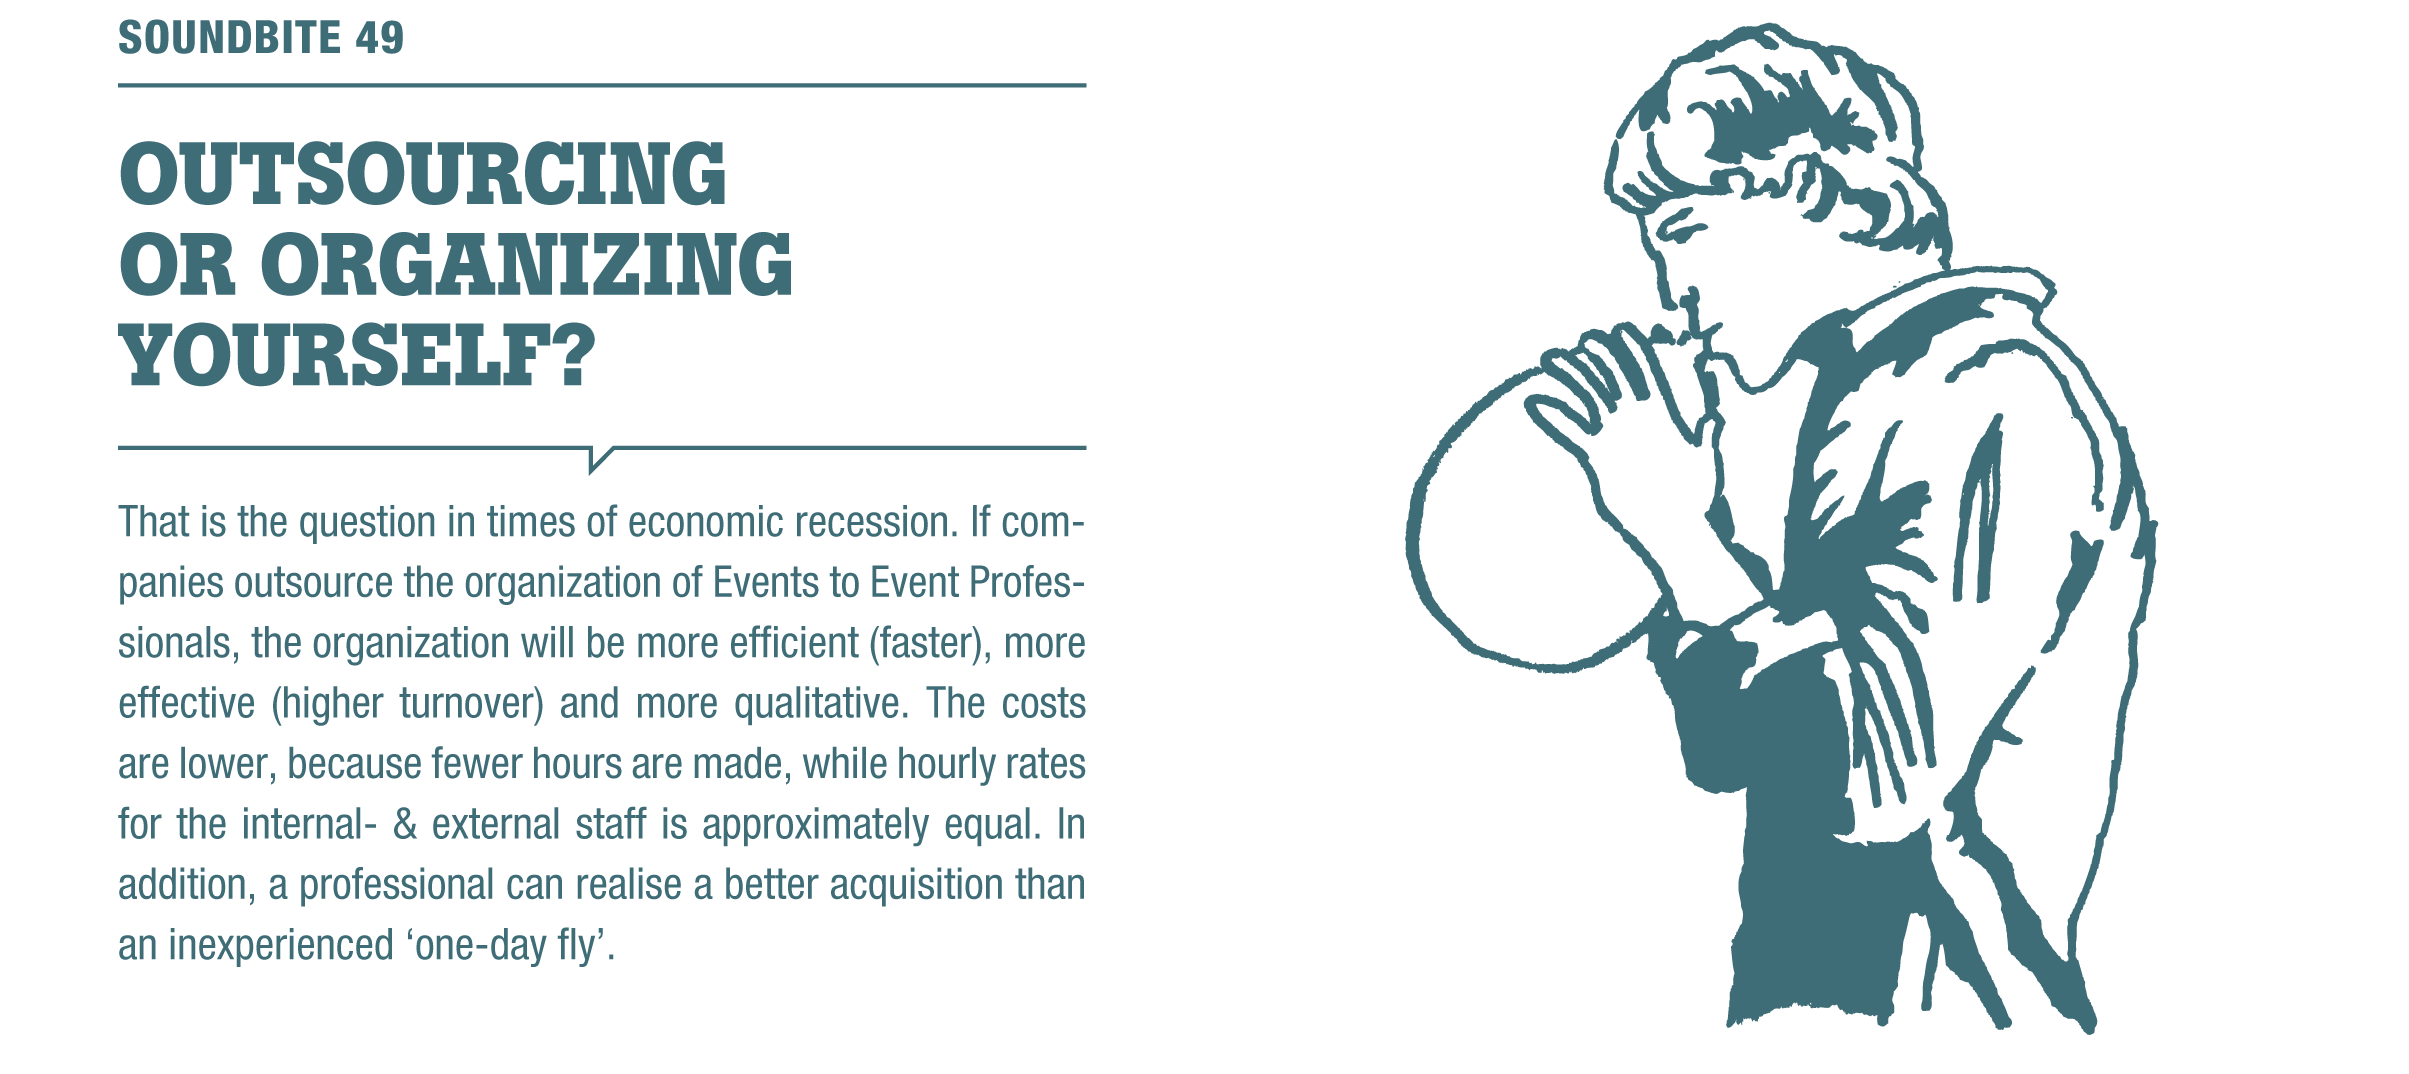 SOUNDBITE 49
OUTSOURCING
OR ORGANIZING
YOURSELF?
That is the question in times of economic recession. If com-
panies outsource the organization of Events to Event Profes-
sionals, the organization will be more efficient (faster), more
effective (higher turnover) and more qualitative. The costs
are lower, because fewer hours are made, while hourly rates
for the internal- & external staff is approximately equal. In
addition, a professional can realise a better acquisition than
an inexperienced ‘one-day fly’.